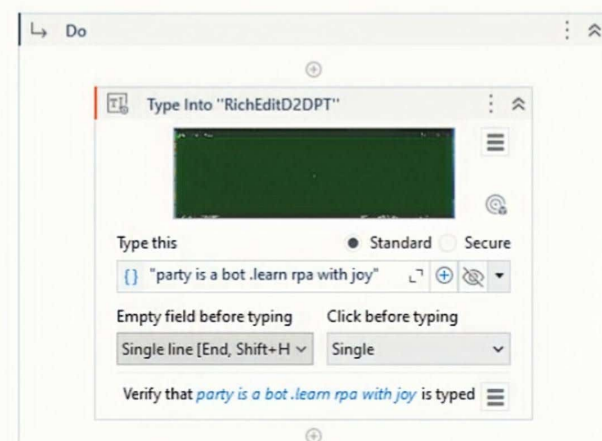 Do
Type Into "RichEditD2DPT"
Type this
Standard
Secure
{} "party is a bot .learn rpa with joy"
Empty field before typing
Click before typing
Single line [End, Shift+H
Single
Verify that party is a bot .learn rpa with joy is typed